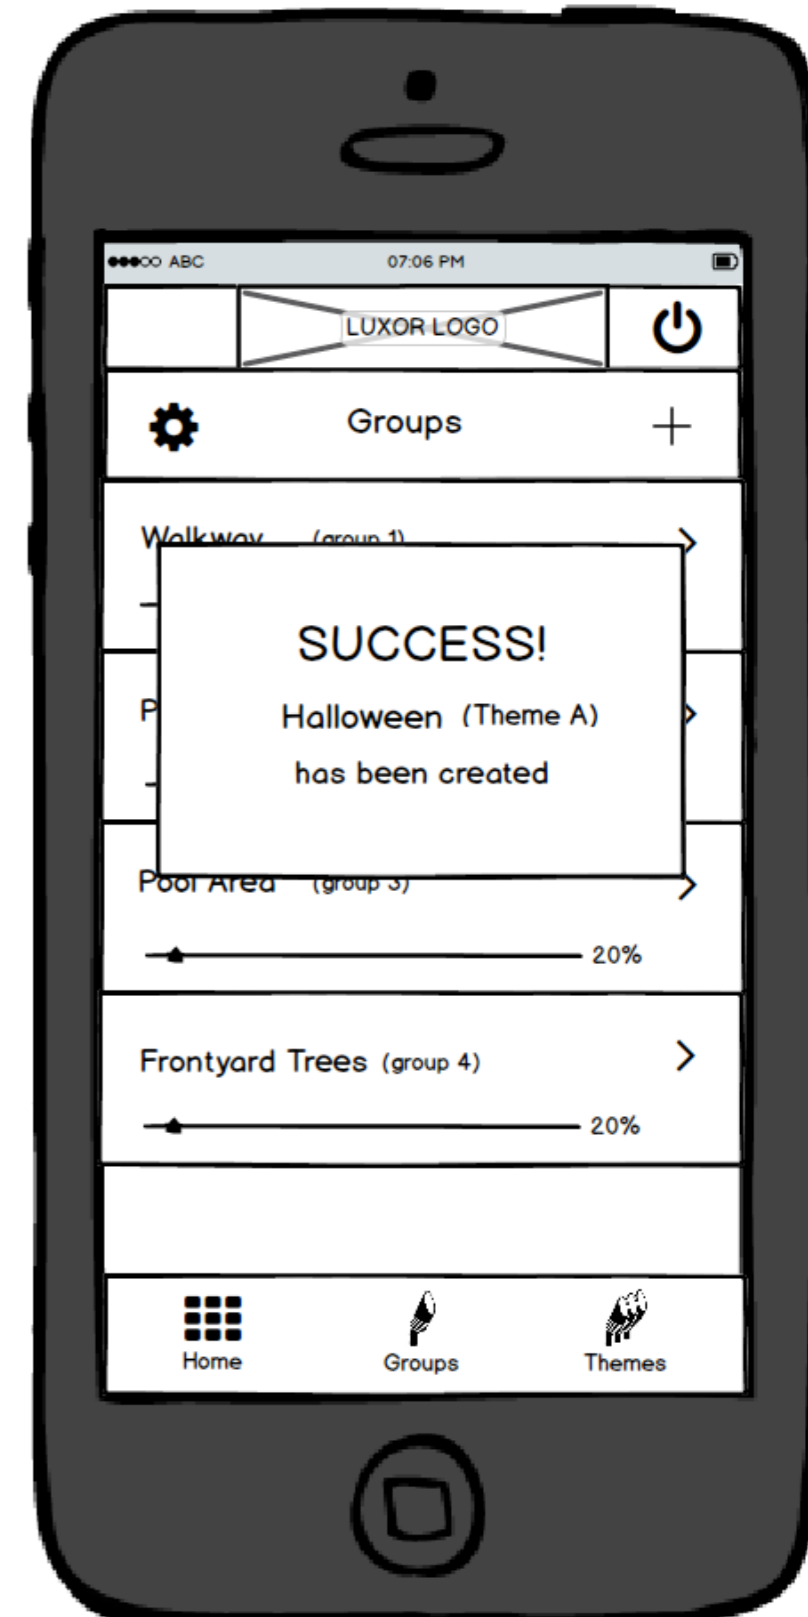 ABC 07:06 PM
LUXOR LOGO
Groups
Walkway (group 1)
SUCCESS!
Halloween (Theme A)
has been created
Pool Area (group 3)
20%
Frontyard Trees (group 4)
20%
Home Groups Themes